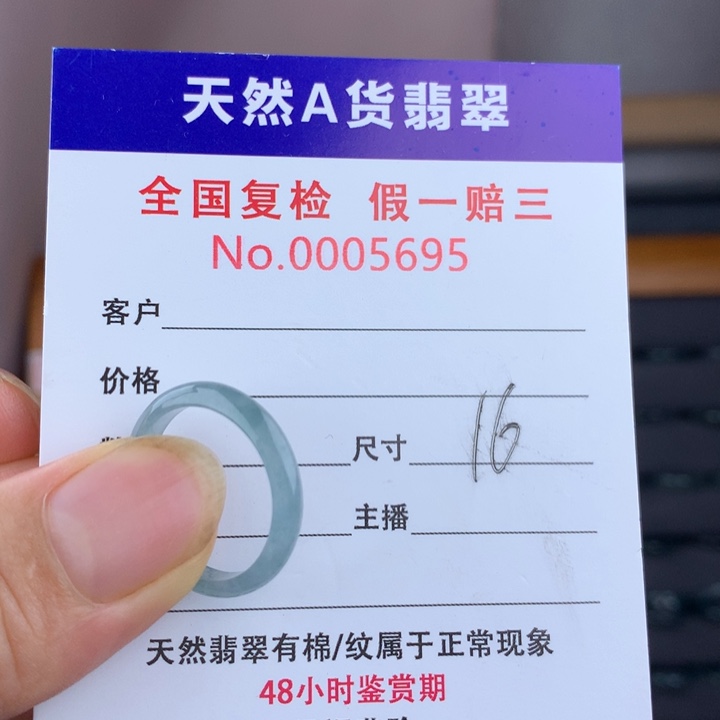 天然A货翡翠
全国复检 假一赔三
No.0005695
客户
价格
尺寸 16
主播
天然翡翠有棉/纹属于正常现象
48小时鉴赏期